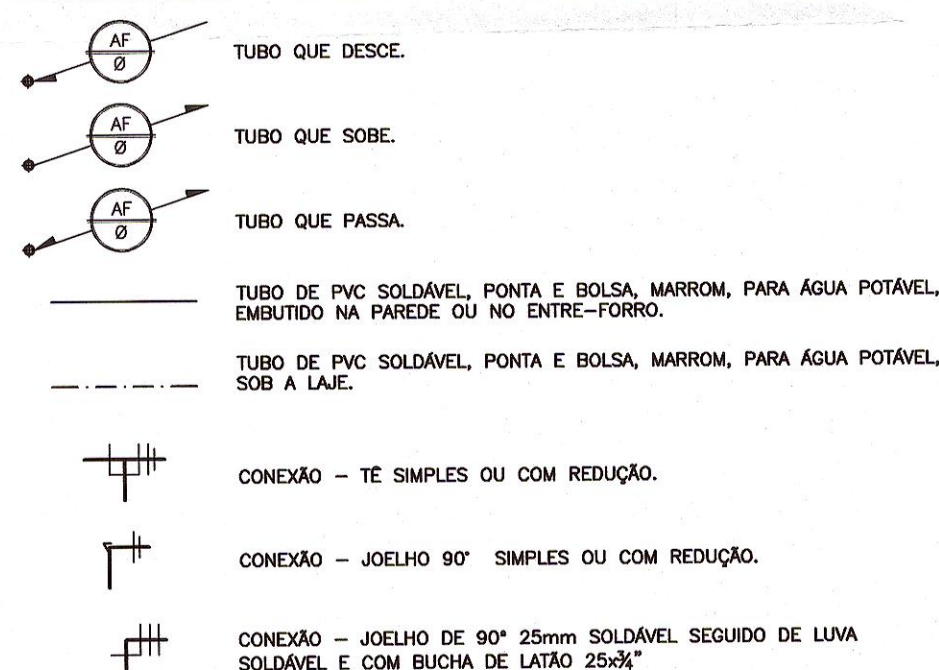 AF
Ø
TUBO QUE DESCE.
AF
Ø
TUBO QUE SOBE.
AF
Ø
TUBO QUE PASSA.
TUBO DE PVC SOLDÁVEL, PONTA E BOLSA, MARROM, PARA ÁGUA POTÁVEL,
EMBUTIDO NA PAREDE OU NO ENTRE-FORRO.
TUBO DE PVC SOLDÁVEL, PONTA E BOLSA, MARROM, PARA ÁGUA POTÁVEL,
SOB A LAJE.
CONEXÃO - TÊ SIMPLES OU COM REDUÇÃO.
CONEXÃO - JOELHO 90° SIMPLES OU COM REDUÇÃO.
CONEXÃO - JOELHO DE 90° 25mm SOLDÁVEL SEGUIDO DE LUVA
SOLDÁVEL E COM BUCHA DE LATÃO 25x¾"